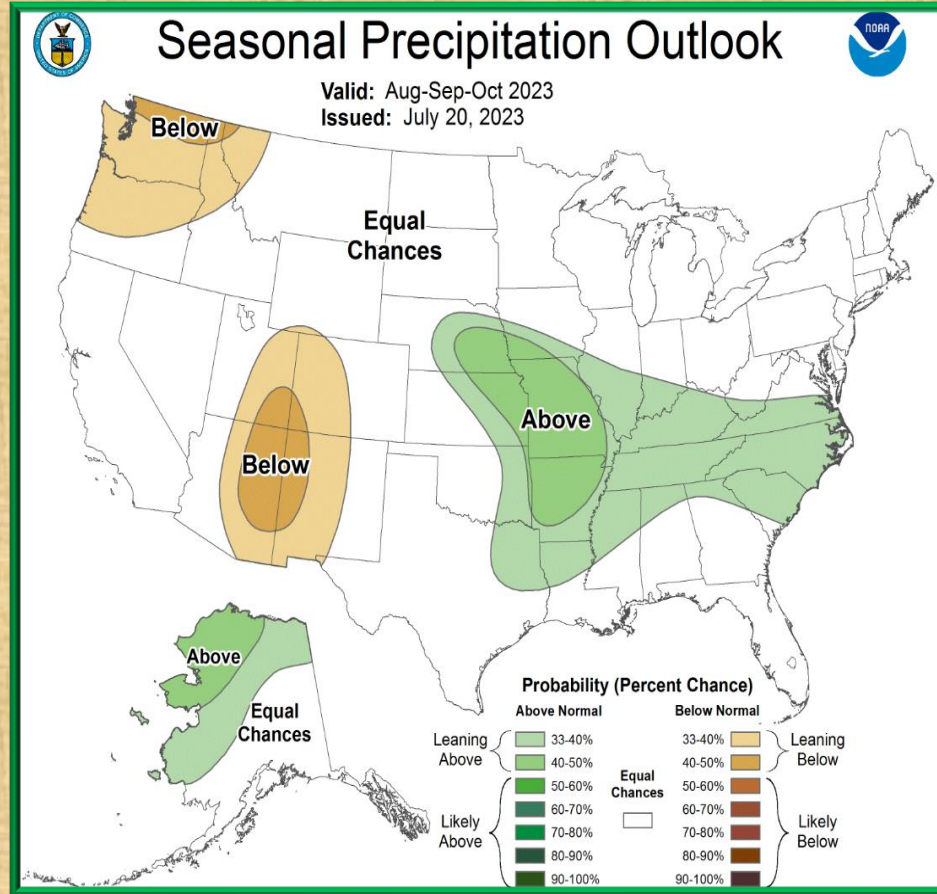 Seasonal Precipitation Outlook
NOAA
Valid: Aug-Sep-Oct 2023
Issued: July 20, 2023
Below
Equal
Chances
Below
Above
Above
Equal
Chances
Probability (Percent Chance)
Above Normal
Below Normal
Leaning
Above
33-40%
40-50%
Likely
Above
50-60%
60-70%
70-80%
80-90%
90-100%
Equal
Chances
33-40%
40-50%
Leaning
Below
50-60%
60-70%
70-80%
80-90%
90-100%
Likely
Below